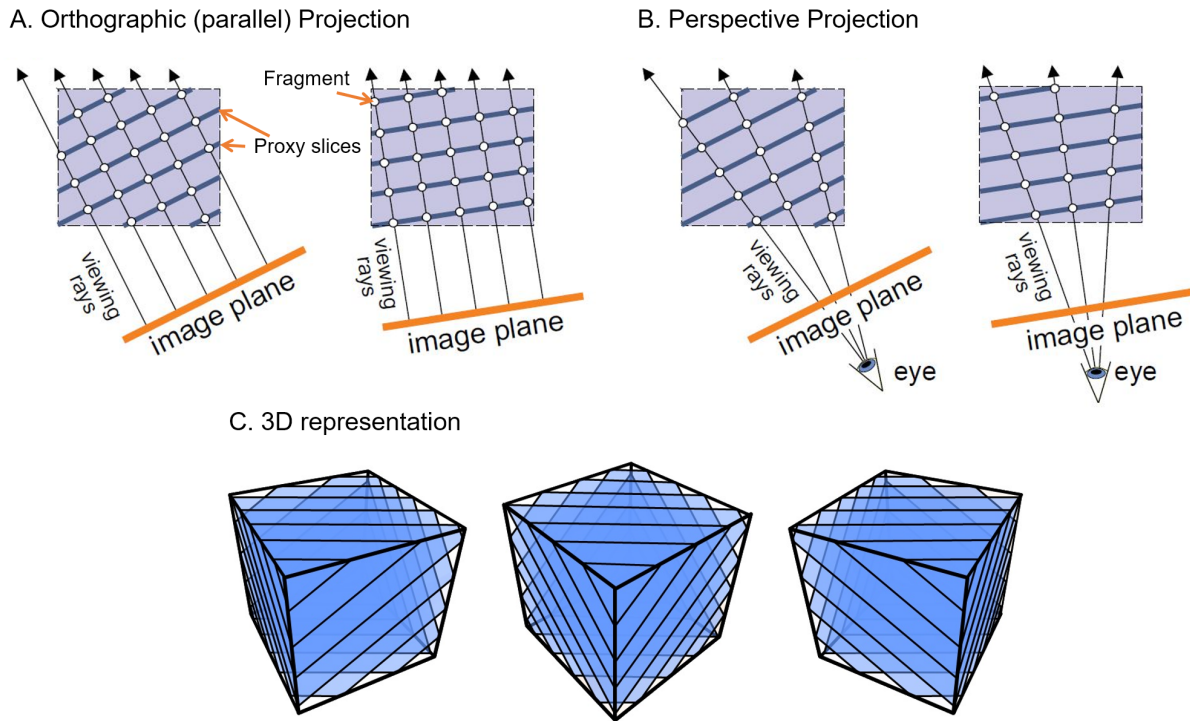 A. Orthographic (parallel) Projection
B. Perspective Projection
Fragment
Proxy slices
viewing
rays
image plane
viewing
rays
image plane
viewing
rays
image plane
eye
viewing
rays
image plane
eye
C. 3D representation